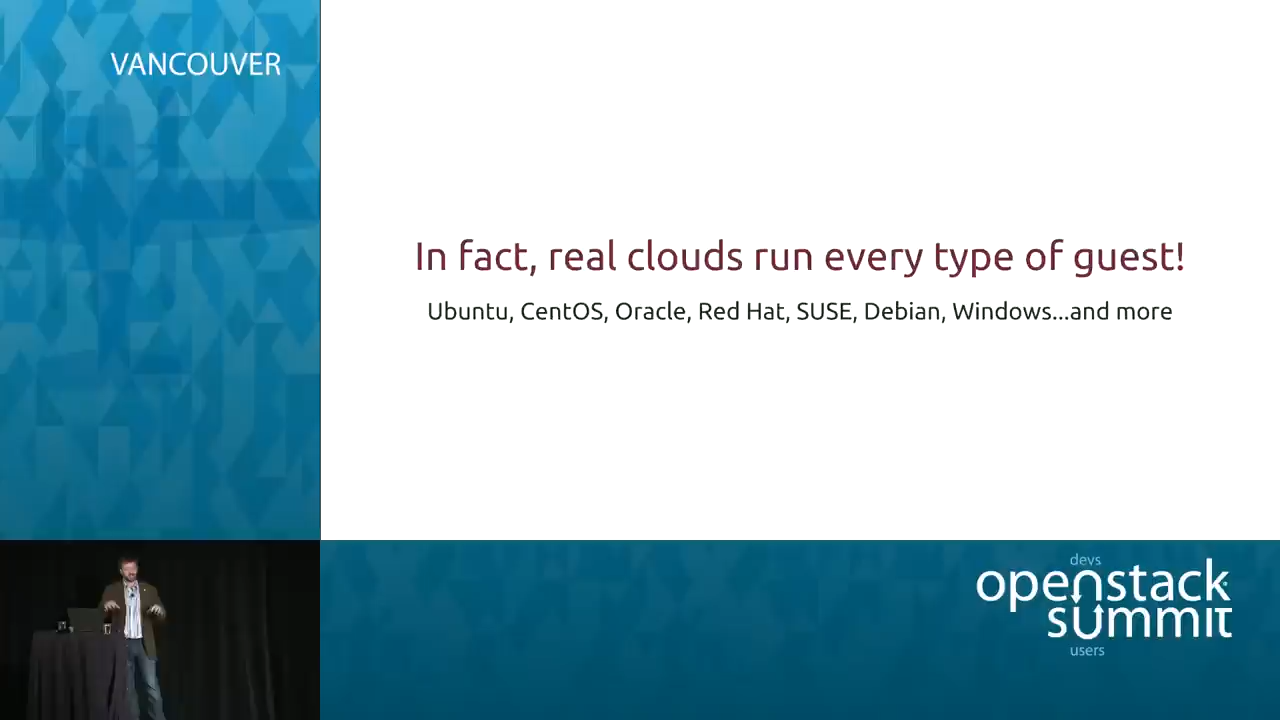 VANCOUVER
In fact, real clouds run every type of guest!
Ubuntu, CentOS, Oracle, Red Hat, SUSE, Debian, Windows...and more
devs
openstack
summit
users